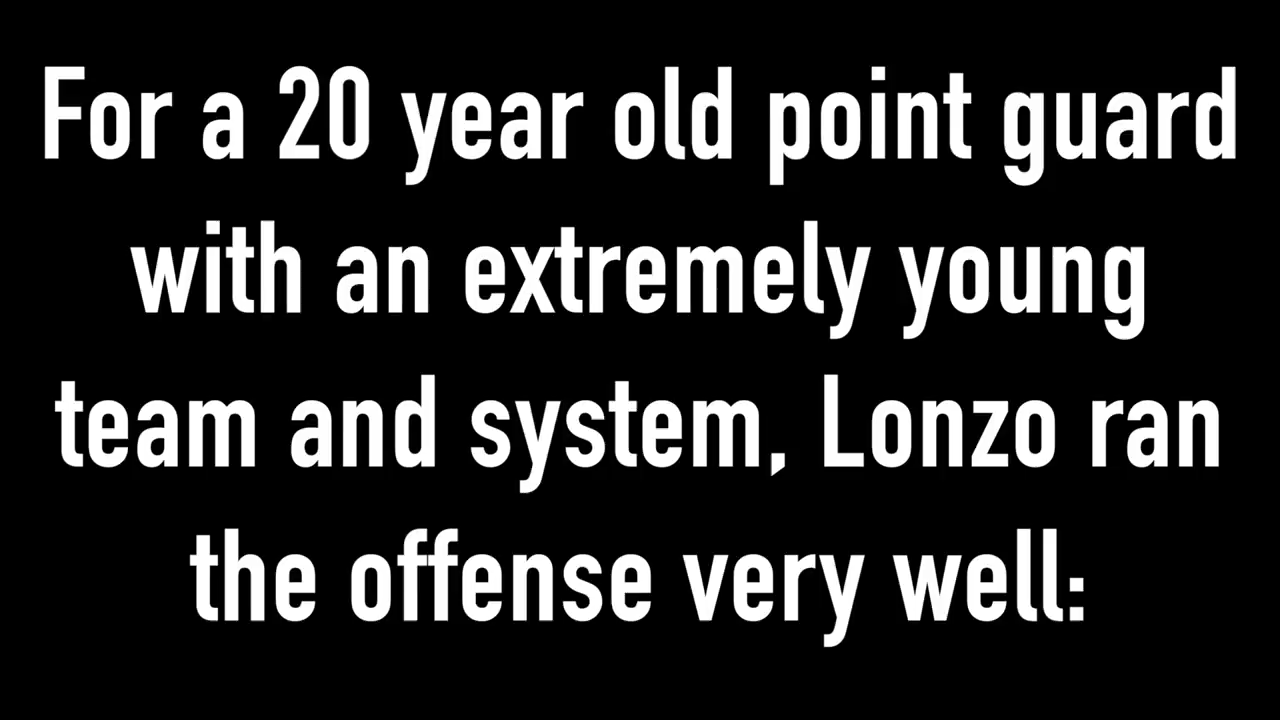 For a 20 year old point guard
with an extremely young
team and system, Lonzo ran
the offense very well: